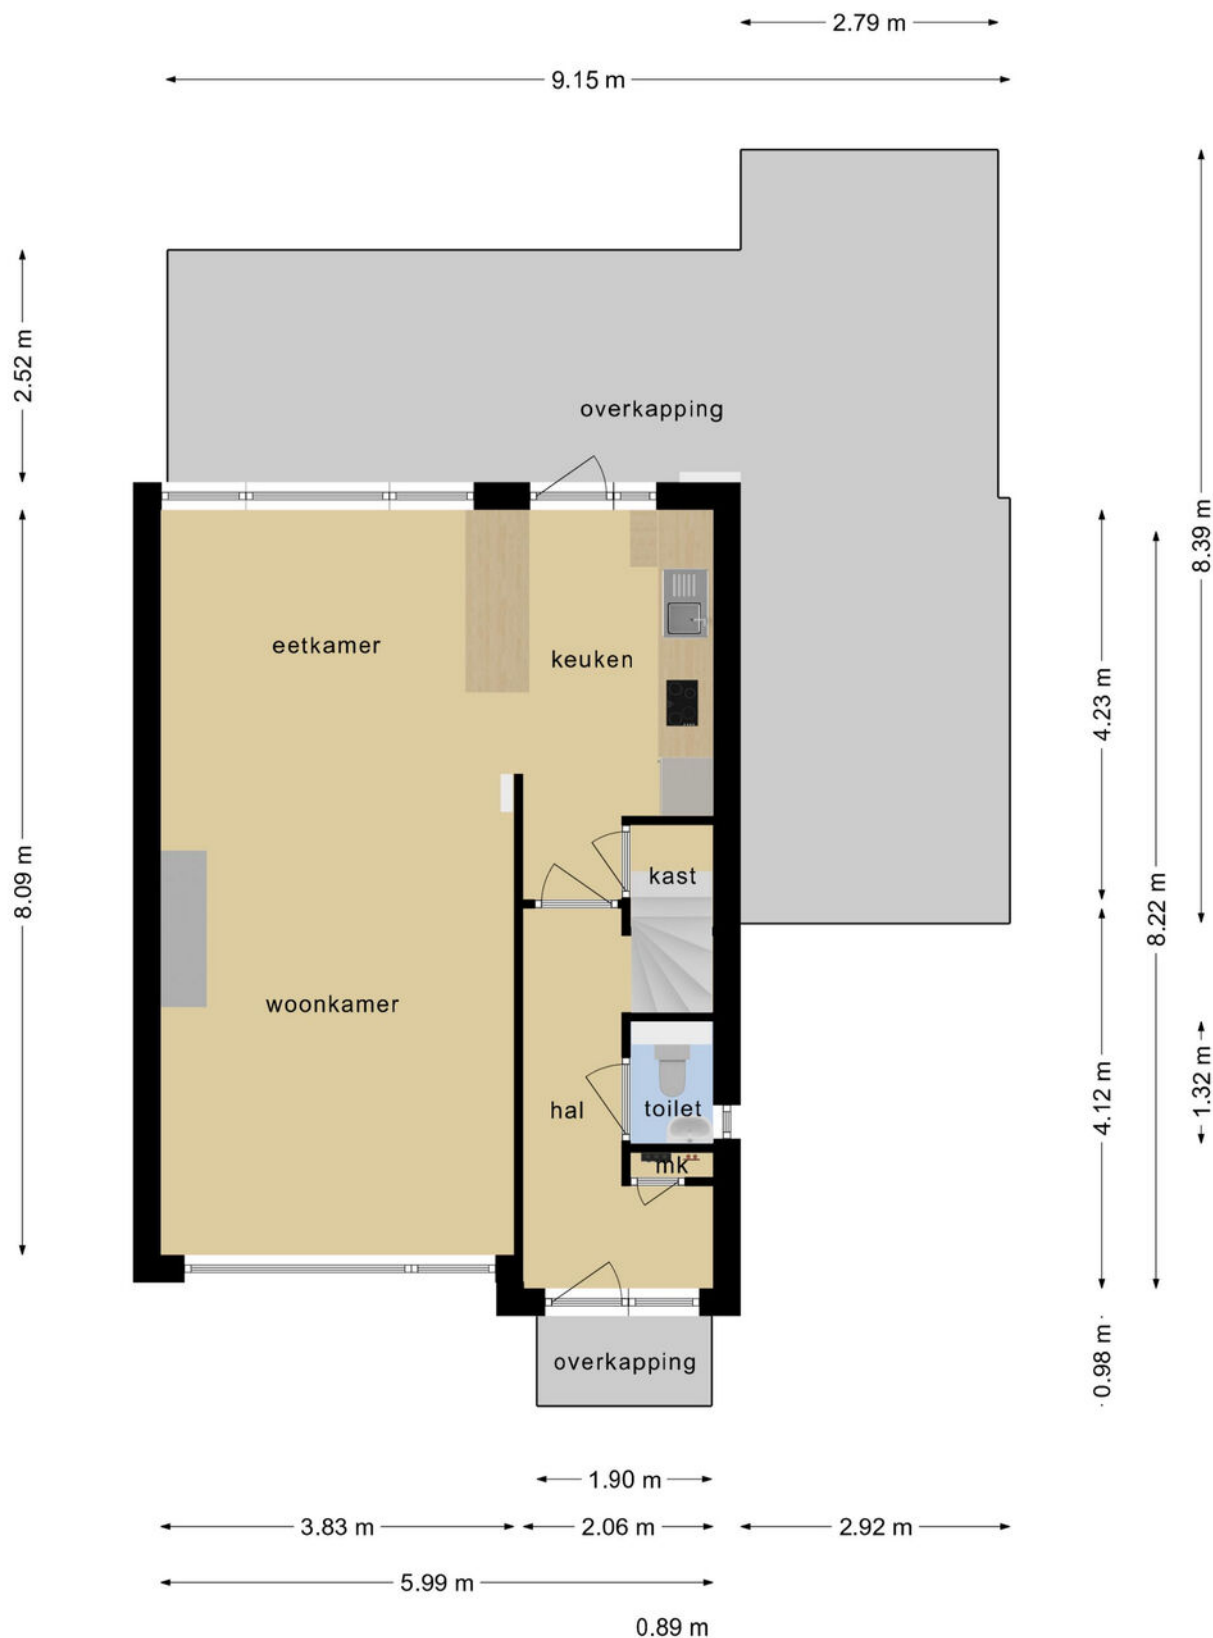 2.79 m
9.15 m
2.52 m
overkapping
8.39 m
eetkamer
keuken
4.23 m
kast
8.09 m
8.22 m
woonkamer
hal
toilet
4.12 m
1.32 m
mk
overkapping
0.98 m
1.90 m
3.83 m
2.06 m
2.92 m
5.99 m
0.89 m